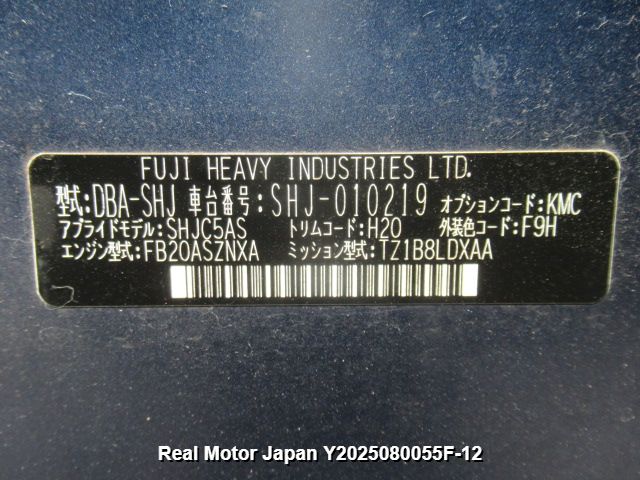 FUJI HEAVY INDUSTRIES LTD.
型式:DBA-SHJ 車台番号:SHJ-010219 オプションコード:KMC
アプライドモデル:SHJC5AS トリムコード:H20 外装色コード:F9H
エンジン型式:FB20ASZNXA ミッション型式:TZ1B8LDXAA
Real Motor Japan Y2025080055F-12